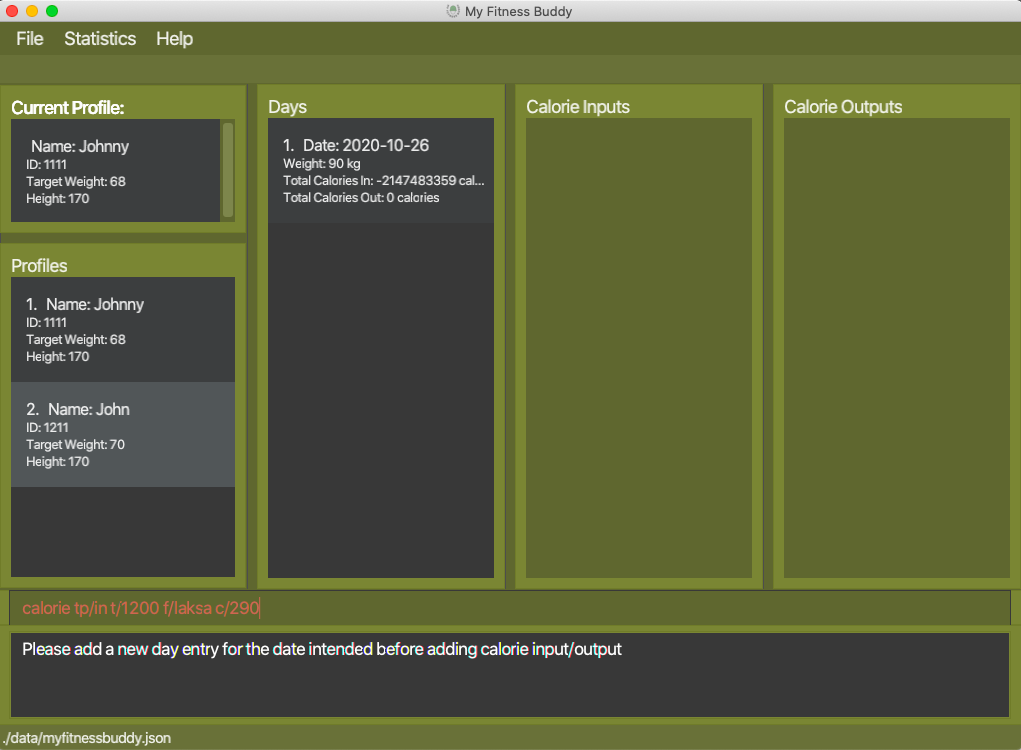 My Fitness Buddy
File Statistics Help
Current Profile:
Name: Johnny
ID: 1111
Target Weight: 68
Height: 170
Profiles
1. Name: Johnny
ID: 1111
Target Weight: 68
Height: 170
2. Name: John
ID: 1211
Target Weight: 70
Height: 170
Days
1. Date: 2020-10-26
Weight: 90 kg
Total Calories In: -2147483359 cal...
Total Calories Out: 0 calories
Calorie Inputs
Calorie Outputs
calorie tp/in t/1200 f/laksa c/290
Please add a new day entry for the date intended before adding calorie input/output
./data/myfitnessbuddy.json